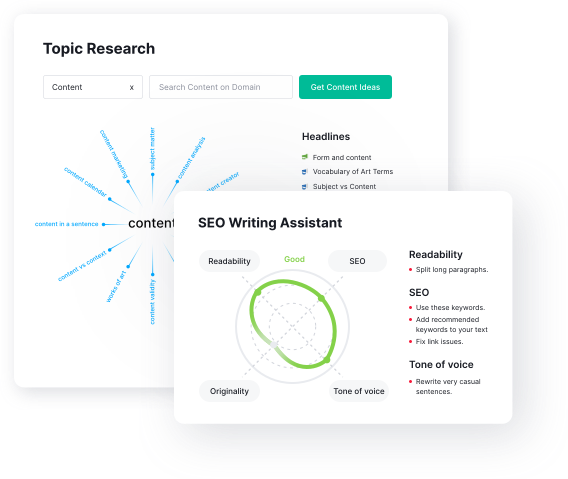 Topic Research
Content x
Search Content on Domain
Get Content Ideas
content marketing
subject matter
content analysis
content calendar
content in a sentence
content
content vs context
works of art
content validity
Headlines
Form and content
Vocabulary of Art Terms
Subject vs Content
SEO Writing Assistant
Readability
Good
SEO
Originality
Tone of voice
Readability
Split long paragraphs.
SEO
Use these keywords.
Add recommended
keywords to your text
Fix link issues.
Tone of voice
Rewrite very casual
sentences.